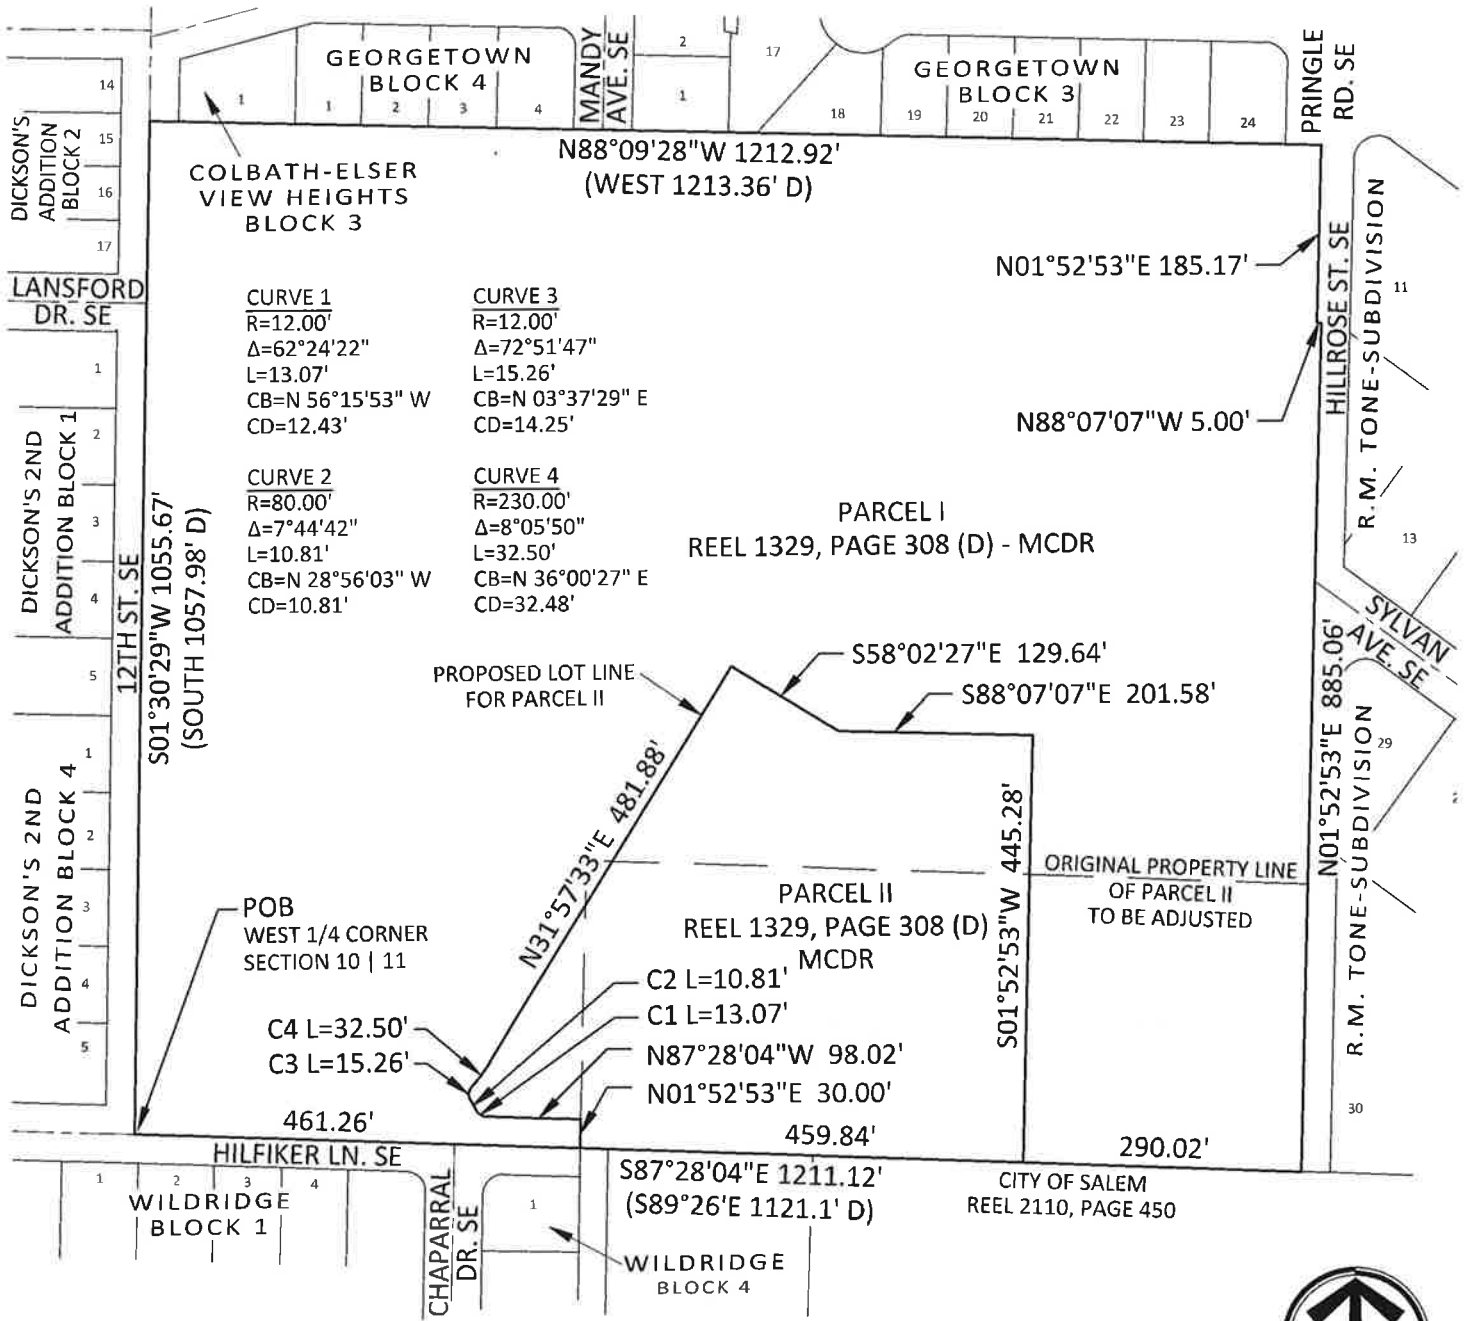 GEORGETOWN
BLOCK 4
MANDY
AVE. SE
GEORGETOWN
BLOCK 3
PRINGLE
RD. SE
1
1
2
3
4
2
1
17
18
19
20
21
22
23
24
14
15
16
17
DICKSON'S
ADDITION
BLOCK 2
COLBATH-ELSER
VIEW HEIGHTS
BLOCK 3
N88°09'28"W 1212.92'
(WEST 1213.36' D)
N01°52'53"E 185.17'
N88°07'07"W 5.00'
HILLROSE ST. SE
R.M. TONE-SUBDIVISION
11
13
LANSFORD
DR. SE
CURVE 1
R=12.00'
Δ=62°24'22"
L=13.07'
CB=N 56°15'53" W
CD=12.43'
CURVE 3
R=12.00'
Δ=72°51'47"
L=15.26'
CB=N 03°37'29" E
CD=14.25'
CURVE 2
R=80.00'
Δ=7°44'42"
L=10.81'
CB=N 28°56'03" W
CD=10.81'
CURVE 4
R=230.00'
Δ=8°05'50"
L=32.50'
CB=N 36°00'27" E
CD=32.48'
DICKSON'S 2ND
ADDITION BLOCK 1
1
2
3
4
5
12TH ST. SE
S01°30'29"W 1055.67'
(SOUTH 1057.98' D)
PARCEL I
REEL 1329, PAGE 308 (D) - MCDR
SYLVAN
AVE. SE
PROPOSED LOT LINE
FOR PARCEL II
S58°02'27"E 129.64'
S88°07'07"E 201.58'
N01°52'53"E 885.06'
R.M. TONE-SUBDIVISION
29
2
30
DICKSON'S 2ND
ADDITION BLOCK 4
1
2
3
4
5
N31°57'33"E 481.88'
S01°52'53"W 445.28'
ORIGINAL PROPERTY LINE
OF PARCEL II
TO BE ADJUSTED
PARCEL II
REEL 1329, PAGE 308 (D)
MCDR
POB
WEST 1/4 CORNER
SECTION 10 | 11
C2 L=10.81'
C1 L=13.07'
C4 L=32.50'
C3 L=15.26'
N87°28'04"W 98.02'
N01°52'53"E 30.00'
461.26'
459.84'
290.02'
HILFIKER LN. SE
S87°28'04"E 1211.12'
(S89°26'E 1121.1' D)
CITY OF SALEM
REEL 2110, PAGE 450
1
2
3
4
WILDRIDGE
BLOCK 1
CHAPARRAL
DR. SE
1
WILDRIDGE
BLOCK 4